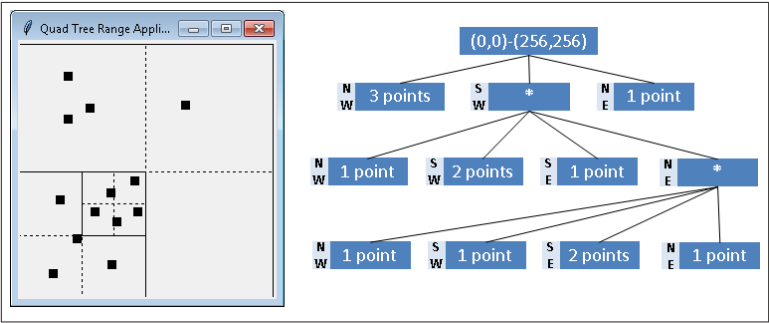 Quad Tree Range Appli...
(0,0)-(256,256)
N W 3 points
S W *
N E 1 point
N W 1 point
S W 2 points
S E 1 point
N E *
N W 1 point
S W 1 point
S E 2 points
N E 1 point